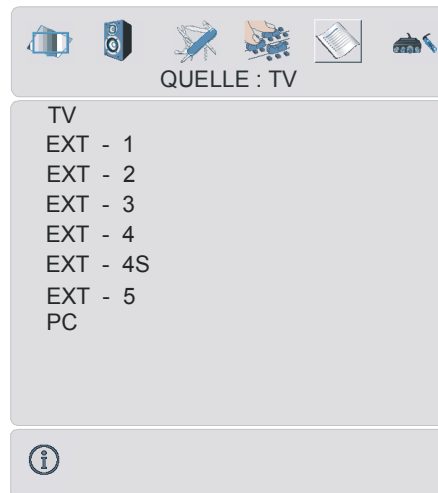 QUELLE : TV
TV
EXT - 1
EXT - 2
EXT - 3
EXT - 4
EXT - 4S
EXT - 5
PC